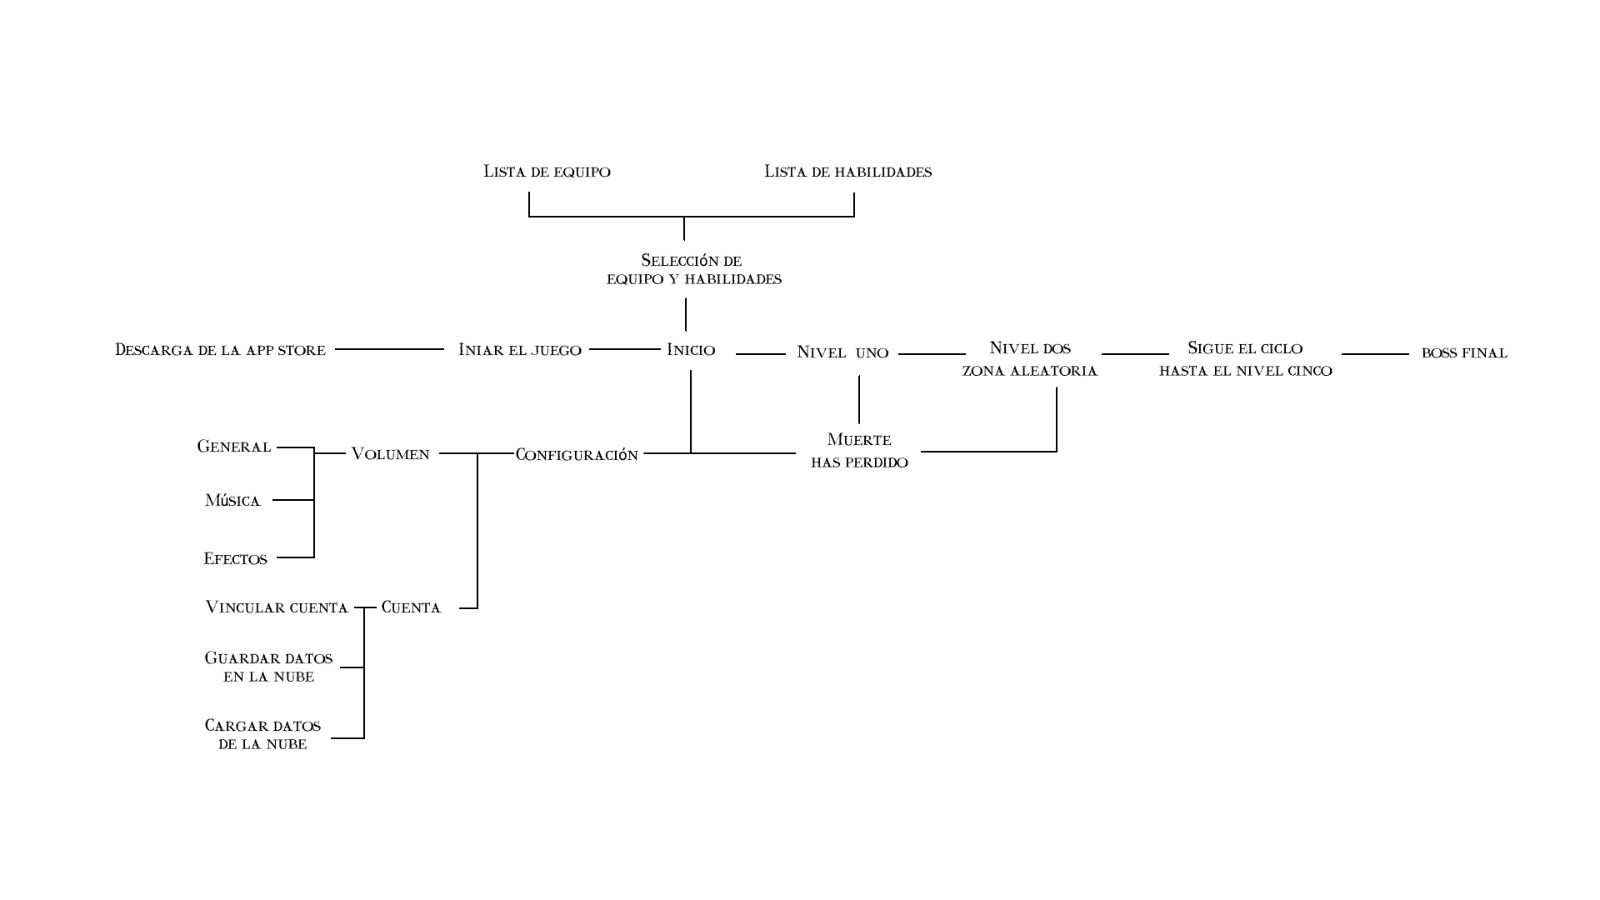 Lista de equipo
Lista de habilidades
Selección de
equipo y habilidades
Descarga de la app store
Iniar el juego
Inicio
Nivel uno
Nivel dos
zona aleatoria
Sigue el ciclo
hasta el nivel cinco
boss final
Muerte
has perdido
Configuración
Volumen
General
Música
Efectos
Cuenta
Vincular cuenta
Guardar datos
en la nube
Cargar datos
de la nube